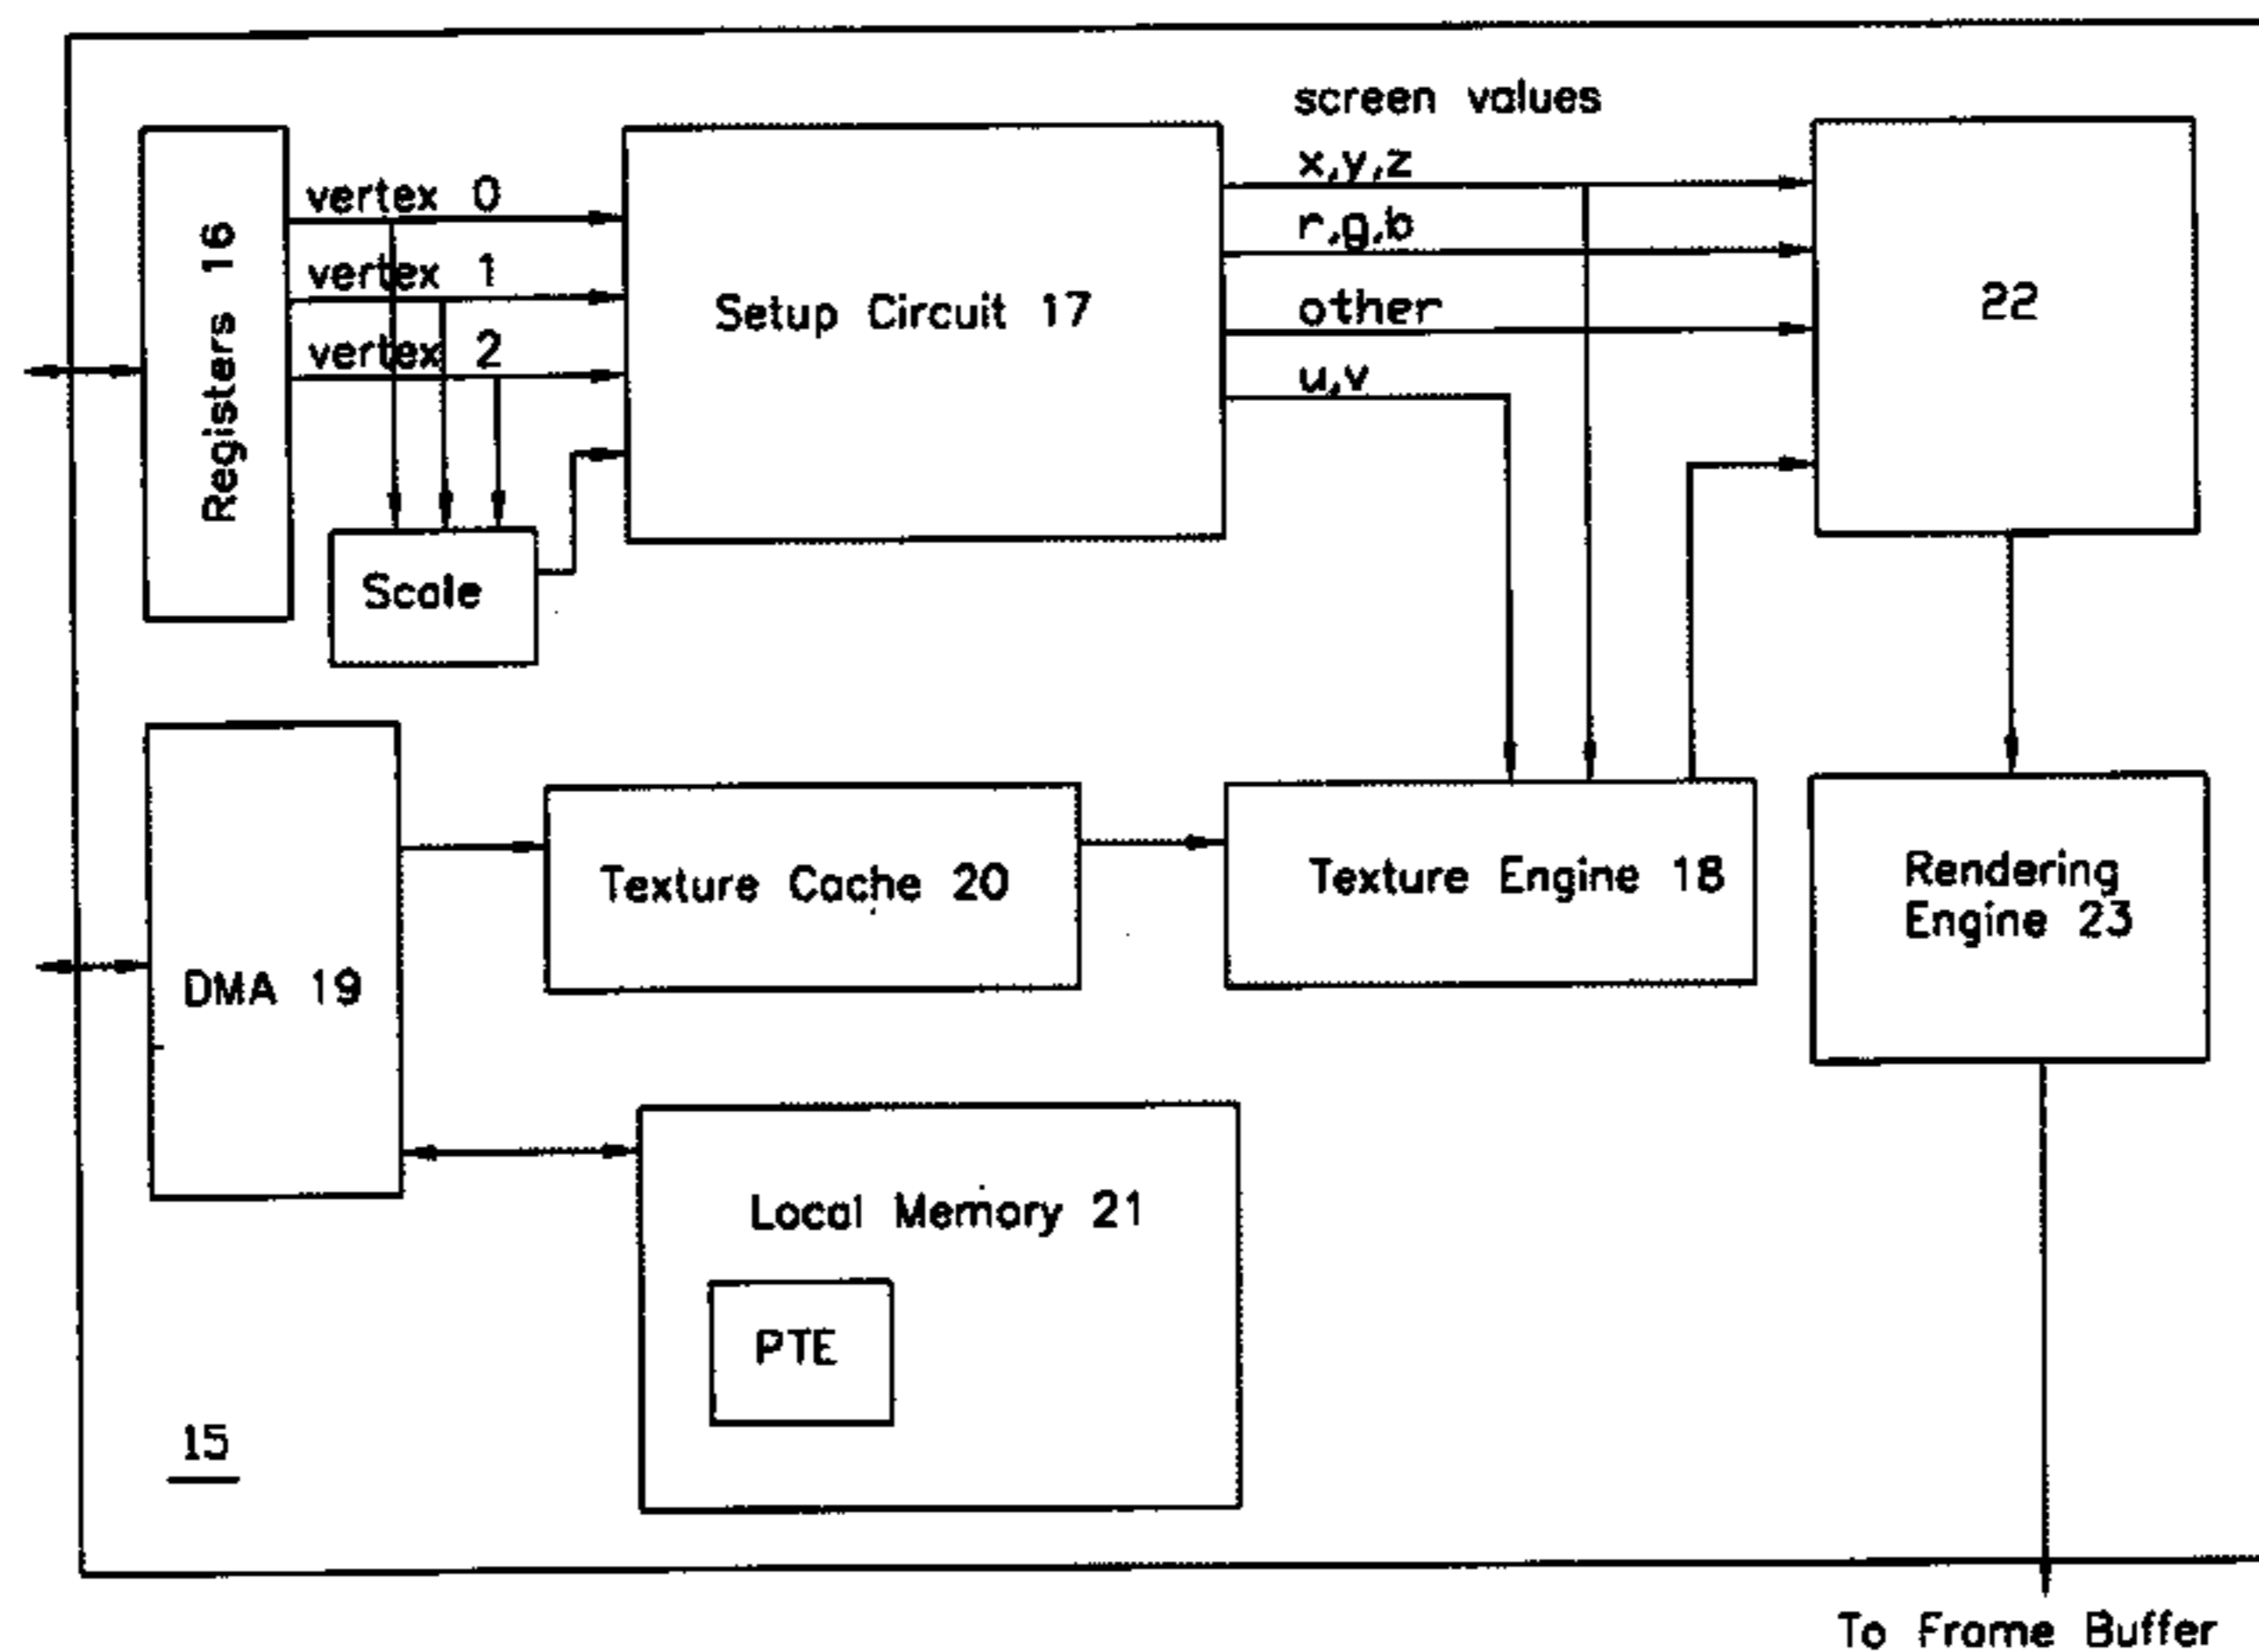 screen values
x,y,z
r,g,b
other
u,v
vertex 0
vertex 1
vertex 2
Registers 16
Setup Circuit 17
22
Scale
DMA 19
Texture Cache 20
Texture Engine 18
Rendering
Engine 23
Local Memory 21
PTE
15
To Frame Buffer